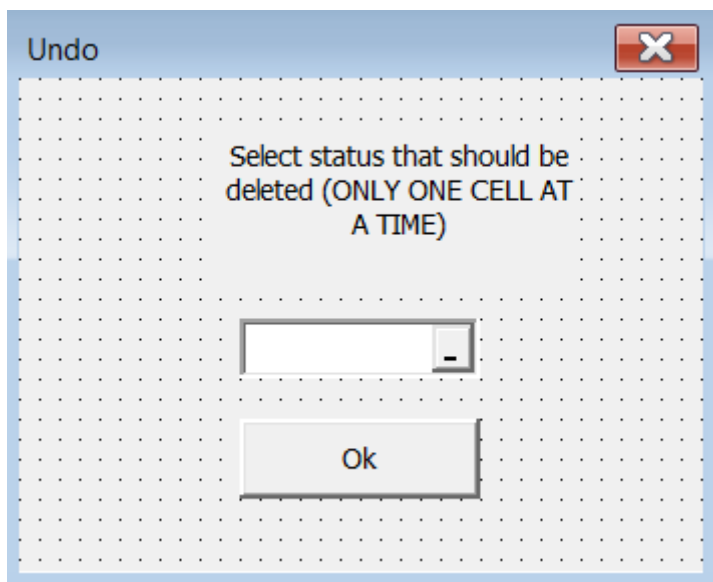 Undo
Select status that should be
deleted (ONLY ONE CELL AT
A TIME)
Ok